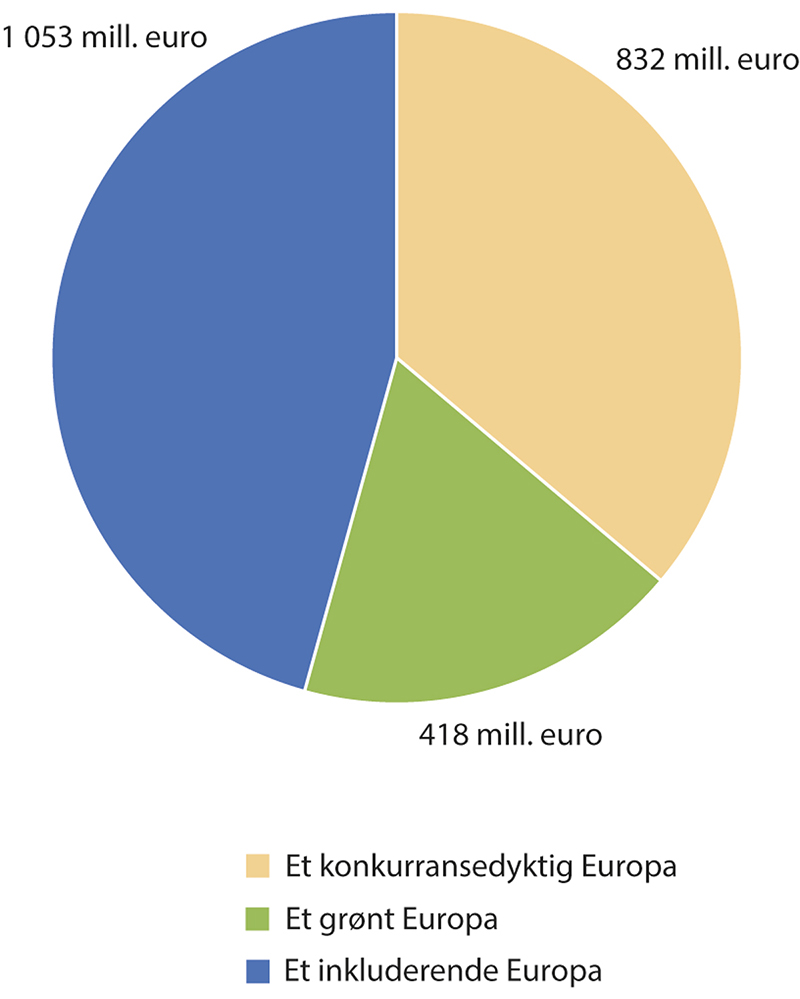 1 053 mill. euro
832 mill. euro
418 mill. euro
Et konkurransedyktig Europa
Et grønt Europa
Et inkluderende Europa